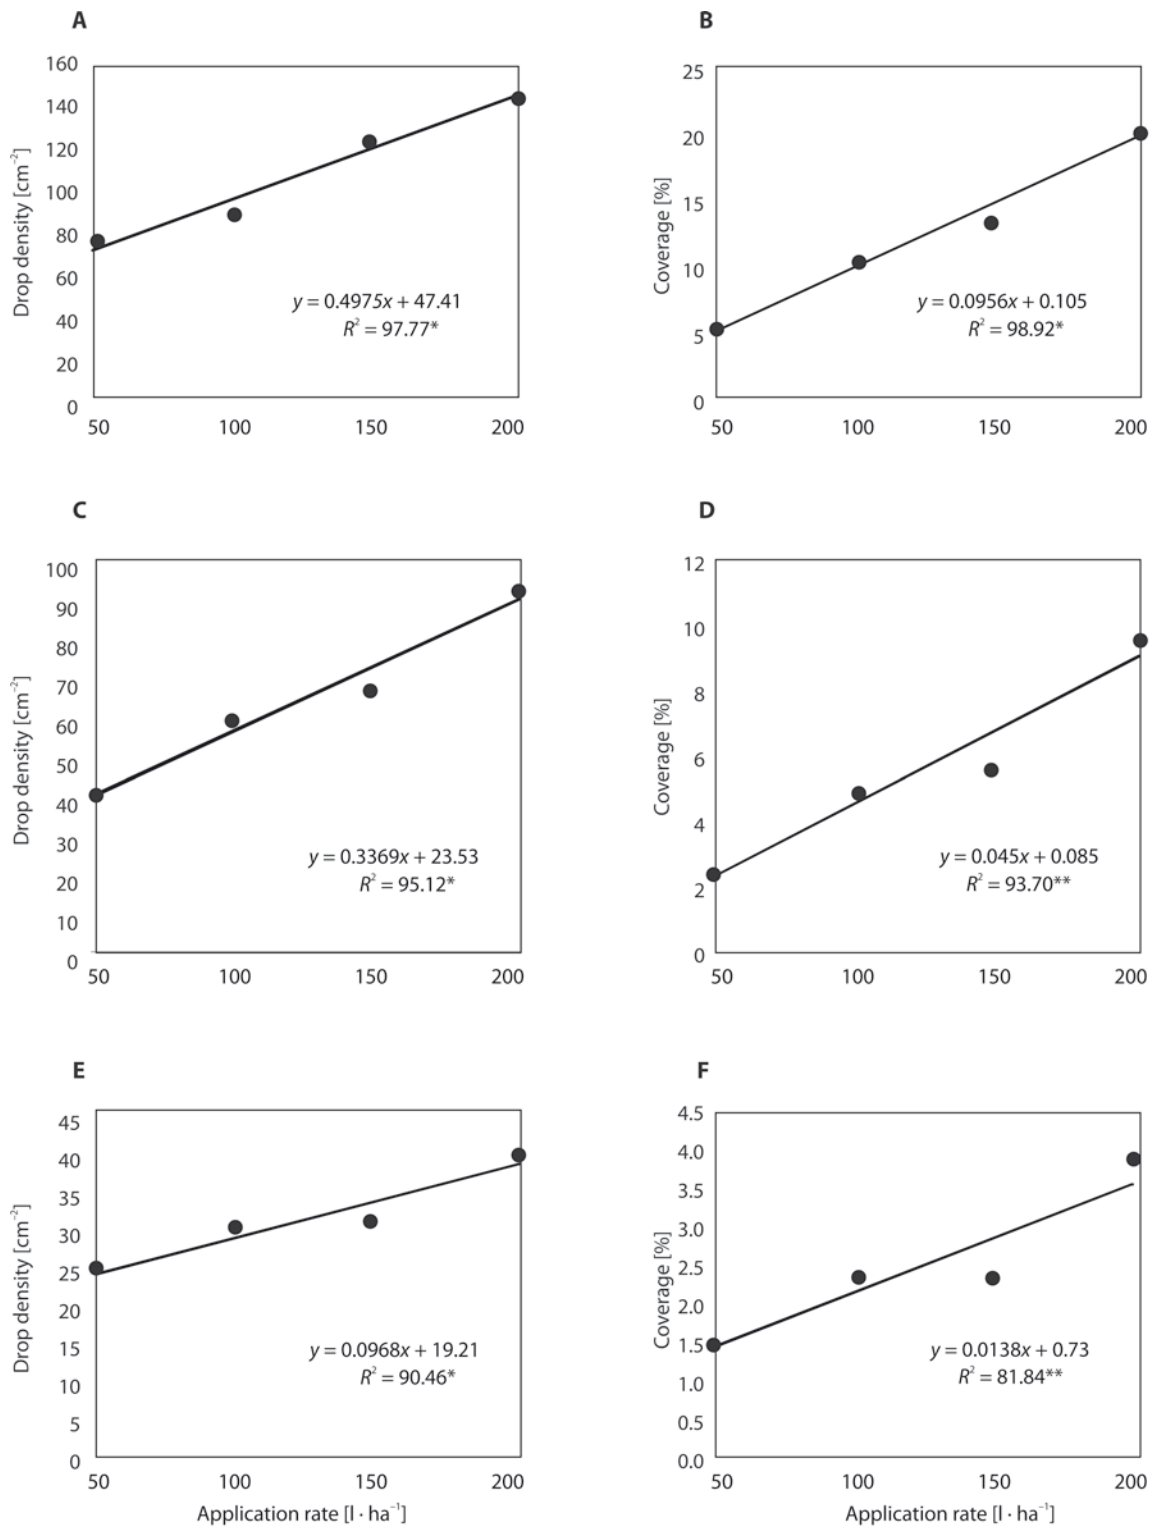 A
160
140
120
100
80
60
40
20
0
Drop density [cm⁻²]
y = 0.4975x + 47.41
R² = 97.77*
50 100 150 200
B
25
20
15
10
5
0
Coverage [%]
y = 0.0956x + 0.105
R² = 98.92*
50 100 150 200
C
100
90
80
70
60
50
40
30
20
10
0
Drop density [cm⁻²]
y = 0.3369x + 23.53
R² = 95.12*
50 100 150 200
D
12
10
8
6
4
2
0
Coverage [%]
y = 0.045x + 0.085
R² = 93.70**
50 100 150 200
E
45
40
35
30
25
20
15
10
5
0
Drop density [cm⁻²]
y = 0.0968x + 19.21
R² = 90.46*
50 100 150 200
Application rate [l · ha⁻¹]
F
4.5
4.0
3.5
3.0
2.5
2.0
1.5
1.0
0.5
0.0
Coverage [%]
y = 0.0138x + 0.73
R² = 81.84**
50 100 150 200
Application rate [l · ha⁻¹]